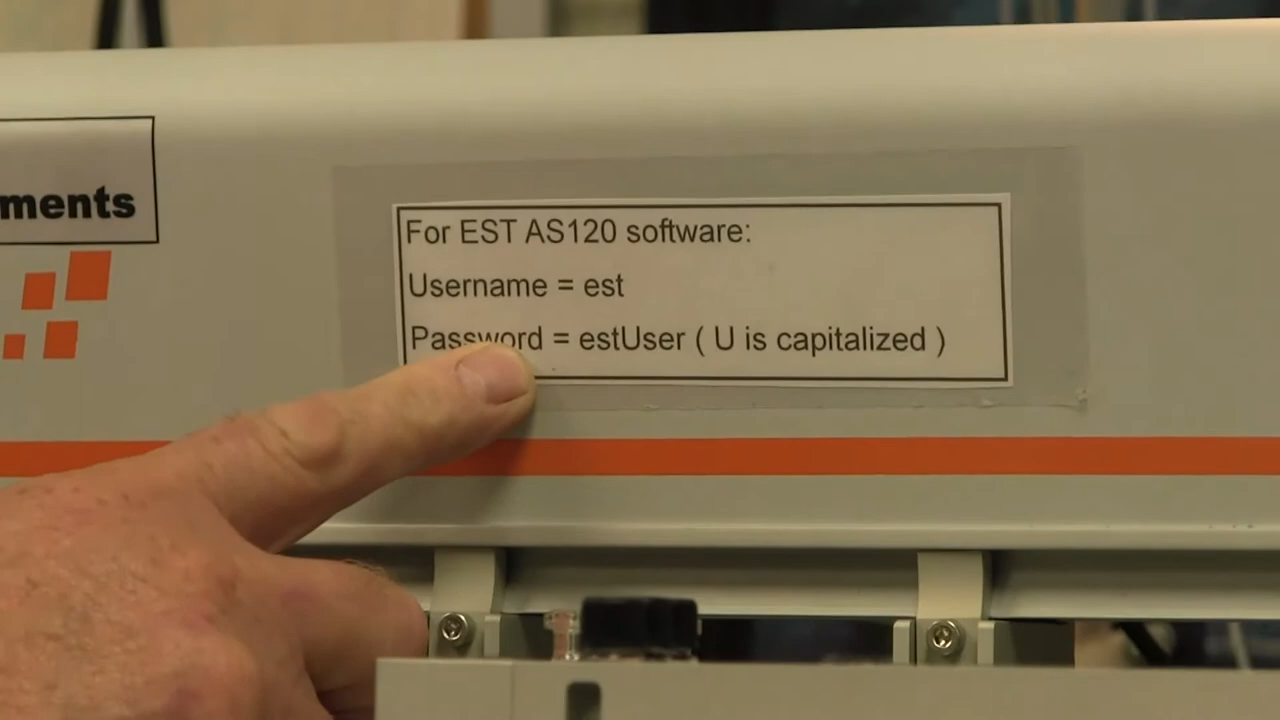 ments
For EST AS120 software:
Username = est
Password = estUser ( U is capitalized )